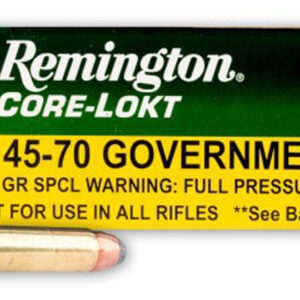 Remington®
CORE-LOKT
45-70 GOVERNME
GR SPCL WARNING: FULL PRESSU
T FOR USE IN ALL RIFLES **See Ba